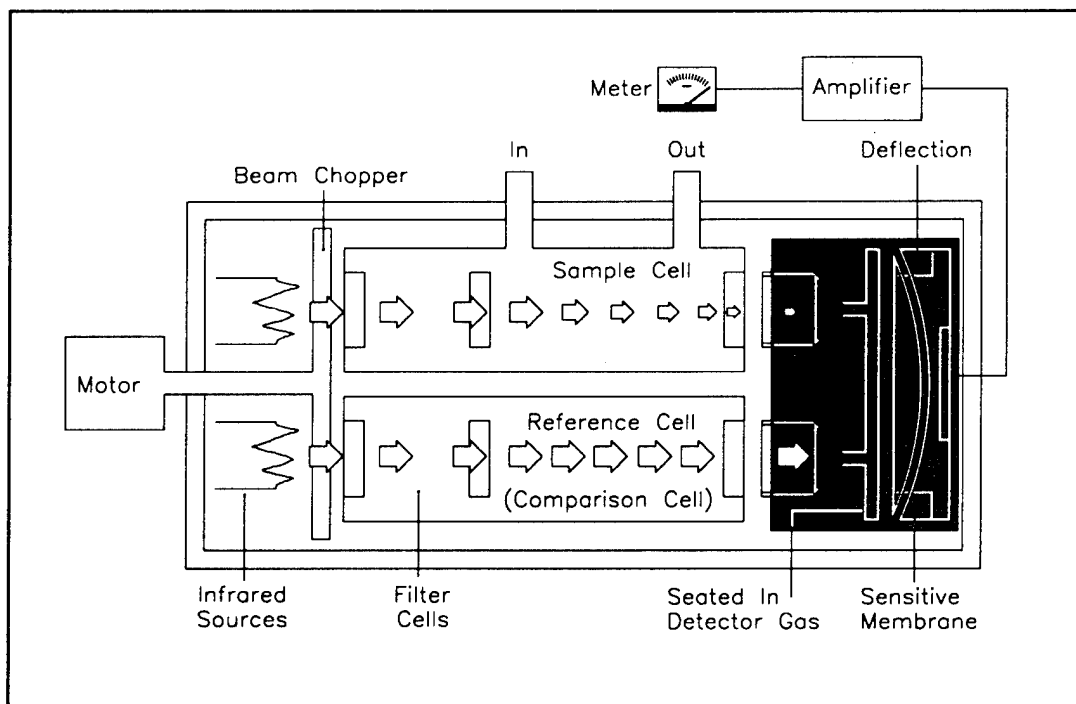 Meter
Amplifier
In
Out
Deflection
Beam Chopper
Sample Cell
Motor
Reference Cell
(Comparison Cell)
Infrared
Sources
Filter
Cells
Seated In
Detector Gas
Sensitive
Membrane